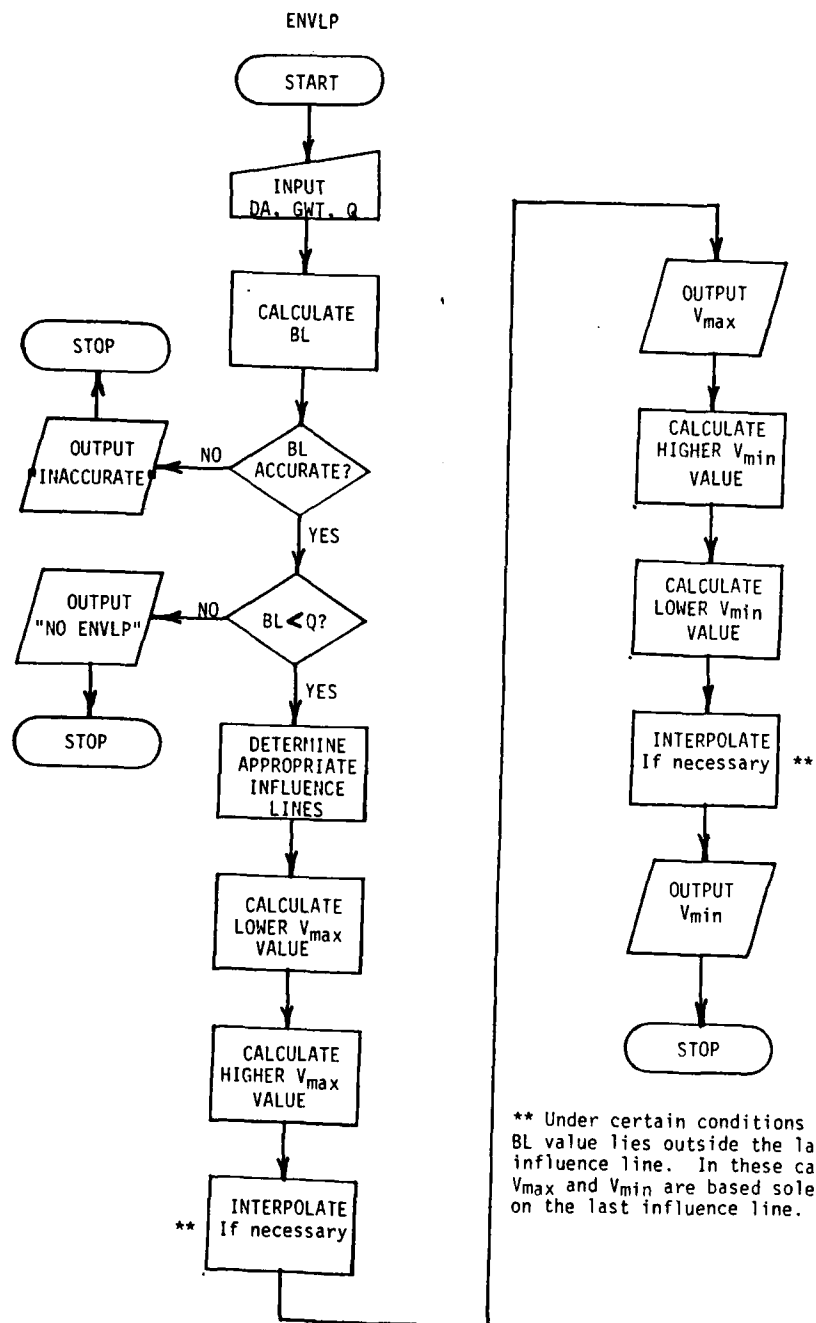 ENVLP
START
INPUT
DA, GWT, Q
CALCULATE
BL
BL
ACCURATE?
NO
OUTPUT
INACCURATE
STOP
YES
BL<Q?
NO
OUTPUT
"NO ENVLP"
STOP
YES
DETERMINE
APPROPRIATE
INFLUENCE
LINES
CALCULATE
LOWER Vmax
VALUE
CALCULATE
HIGHER Vmax
VALUE
INTERPOLATE
** If necessary
OUTPUT
Vmax
CALCULATE
HIGHER Vmin
VALUE
CALCULATE
LOWER Vmin
VALUE
INTERPOLATE
If necessary **
OUTPUT
Vmin
STOP
** Under certain conditions
BL value lies outside the la
influence line. In these ca
Vmax and Vmin are based sole
on the last influence line.